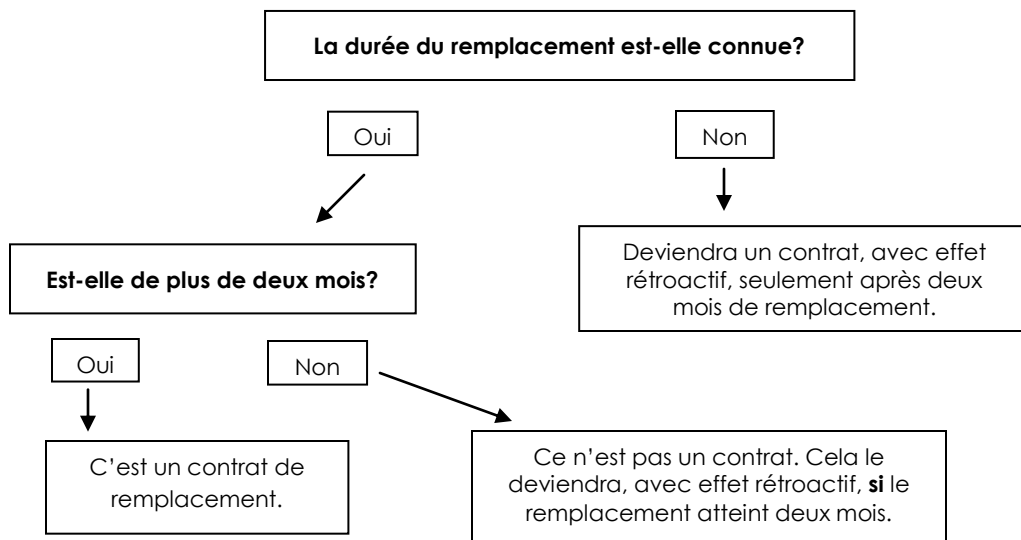 La durée du remplacement est-elle connue?
Oui
Non
Deviendra un contrat, avec effet
rétroactif, seulement après deux
mois de remplacement.
Est-elle de plus de deux mois?
Oui
Non
C’est un contrat de
remplacement.
Ce n’est pas un contrat. Cela le
deviendra, avec effet rétroactif, si le
remplacement atteint deux mois.